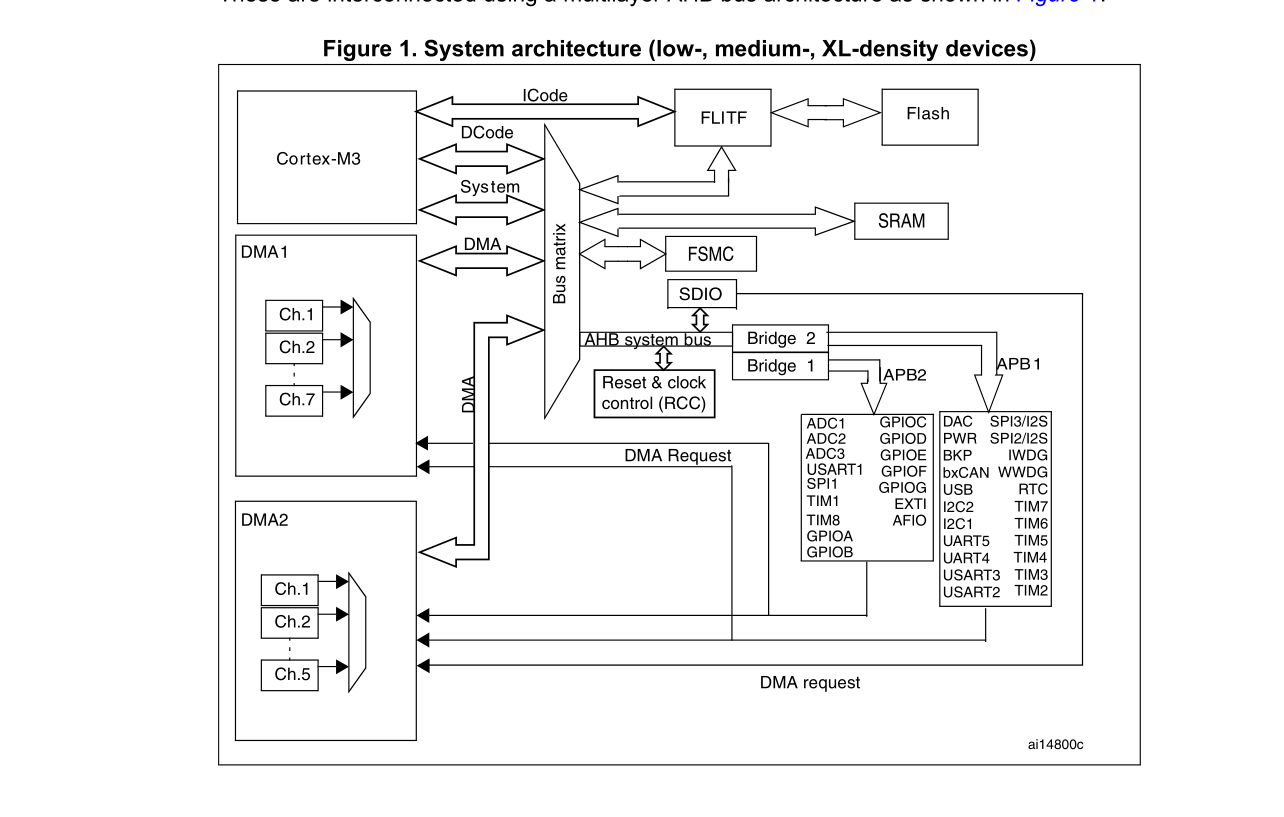 These are interconnected using a multilayer AHB bus architecture as shown in Figure 1.
Figure 1. System architecture (low-, medium-, XL-density devices)
ICode
FLITF
Flash
Cortex-M3
DCode
System
SRAM
DMA1
DMA
Bus matrix
FSMC
SDIO
Ch.1
Ch.2
Ch.7
AHB system bus
Bridge 2
Bridge 1
Reset & clock
control (RCC)
APB2
APB1
DMA
ADC1 GPIOC
ADC2 GPIOD
ADC3 GPIOE
USART1 GPIOF
SPI1 GPIOG
TIM1 EXTI
TIM8 AFIO
GPIOA
GPIOB
DAC SPI3/I2S
PWR SPI2/I2S
BKP IWDG
bxCAN WWDG
USB RTC
I2C2 TIM7
I2C1 TIM6
UART5 TIM5
UART4 TIM4
USART3 TIM3
USART2 TIM2
DMA Request
DMA2
Ch.1
Ch.2
Ch.5
DMA request
ai14800c